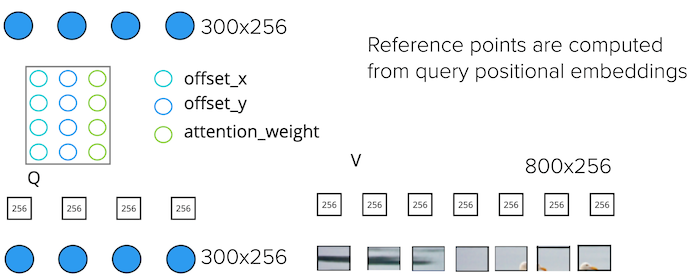 300x256
Reference points are computed
from query positional embeddings
offset_x
offset_y
attention_weight
Q
V
800x256
256 256 256 256
256 256 256 256 256 256 256
300x256